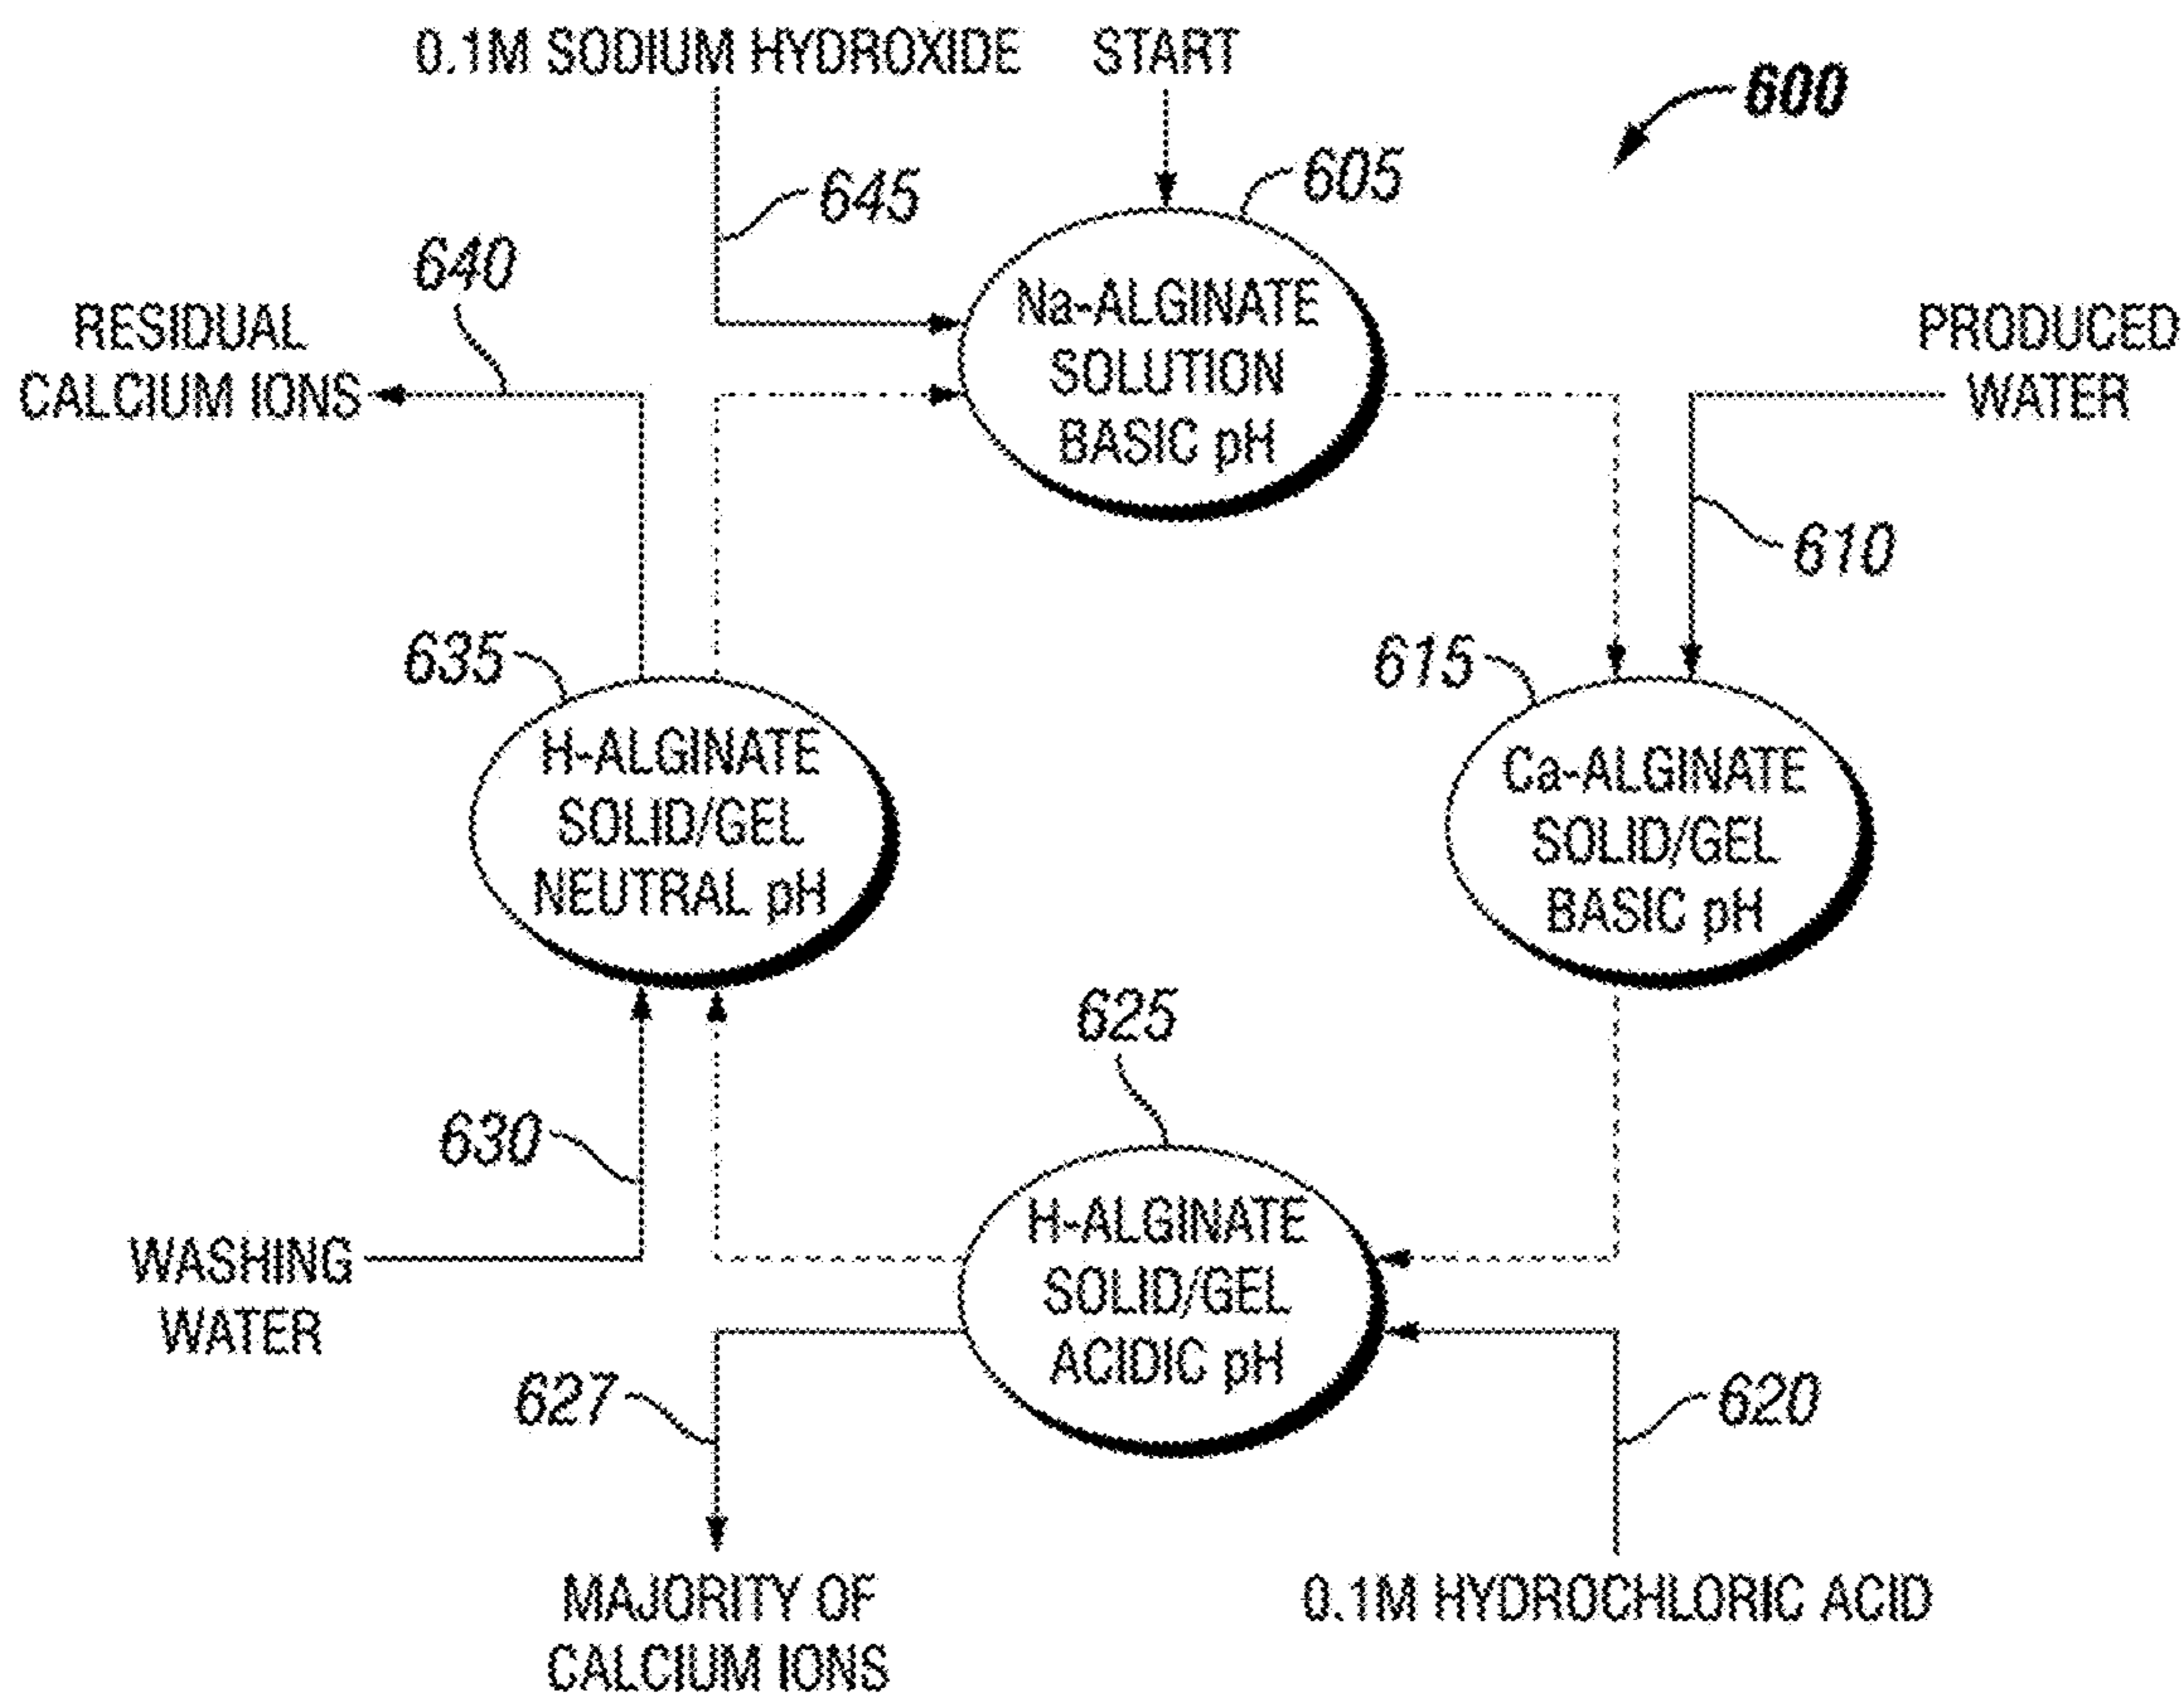 0.1M SODIUM HYDROXIDE
START
600
605
645
640
Na-ALGINATE
SOLUTION
BASIC pH
RESIDUAL
CALCIUM IONS
PRODUCED
WATER
610
635
615
H-ALGINATE
SOLID/GEL
NEUTRAL pH
Ca-ALGINATE
SOLID/GEL
BASIC pH
625
630
H-ALGINATE
SOLID/GEL
ACIDIC pH
WASHING
WATER
627
620
MAJORITY OF
CALCIUM IONS
0.1M HYDROCHLORIC ACID